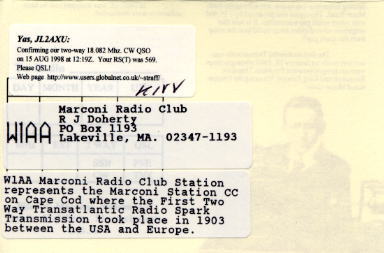 Yas, JL2AXU:
Confirming our two-way 18.082 Mhz. CW QSO
on 15 AUG 1998 at 12:19Z. Your RS(T) was 569.
Please QSL!
Web page http://www.users.globalnet.co.uk/~straff/
Marconi Radio Club
R J Doherty
W1AA
PO Box 1193
Lakeville, MA. 02347-1193
W1AA Marconi Radio Club Station
represents the Marconi Station CC
on Cape Cod where the First Two
Way Transatlantic Radio Spark
Transmission took place in 1903
between the USA and Europe.